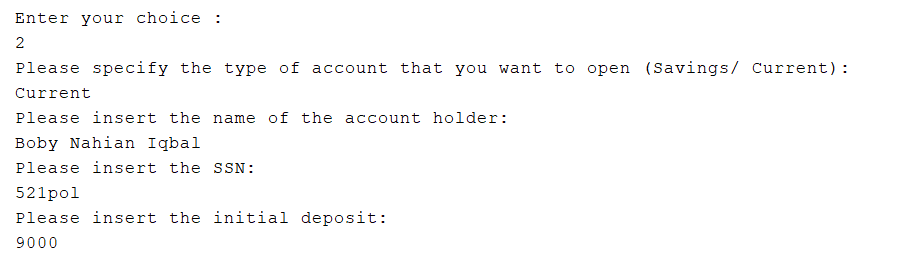 Enter your choice :
2
Please specify the type of account that you want to open (Savings/ Current):
Current
Please insert the name of the account holder:
Boby Nahian Iqbal
Please insert the SSN:
521pol
Please insert the initial deposit:
9000